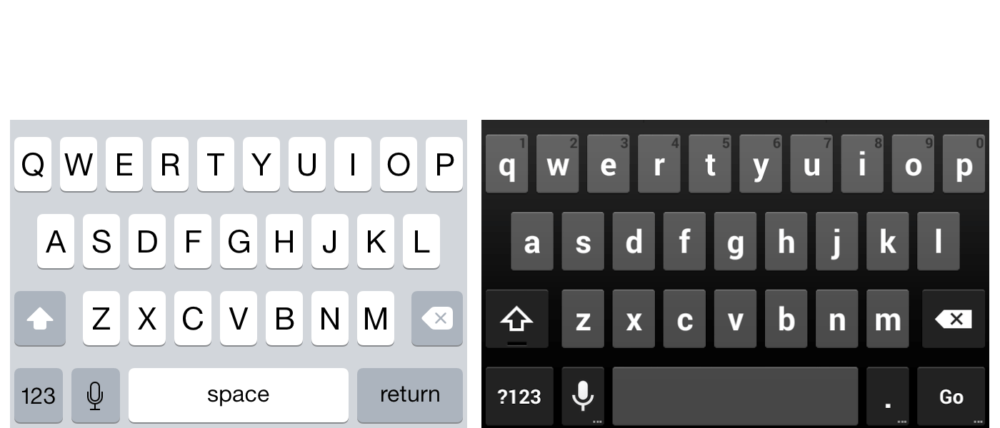 Q W E R T Y U I O P
A S D F G H J K L
Z X C V B N M
123 space return
1 2 3 4 5 6 7 8 9 0
q w e r t y u i o p
a s d f g h j k l
z x c v b n m
?123 . Go